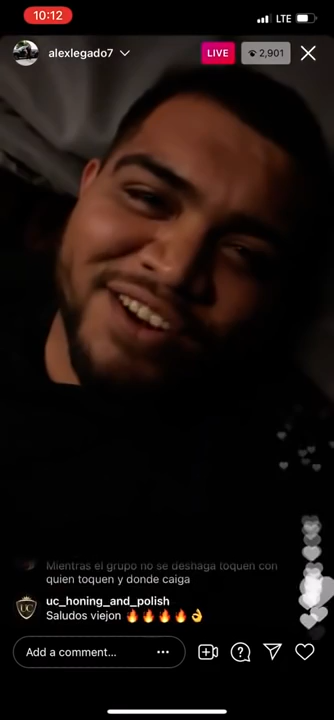 10:12
LTE
alexlegado7
LIVE
2,901
Mientras el grupo no se deshaga toquen con
quien toquen y donde caiga
UC
uc_honing_and_polish
Saludos viejon 🔥🔥🔥🔥👌
Add a comment...